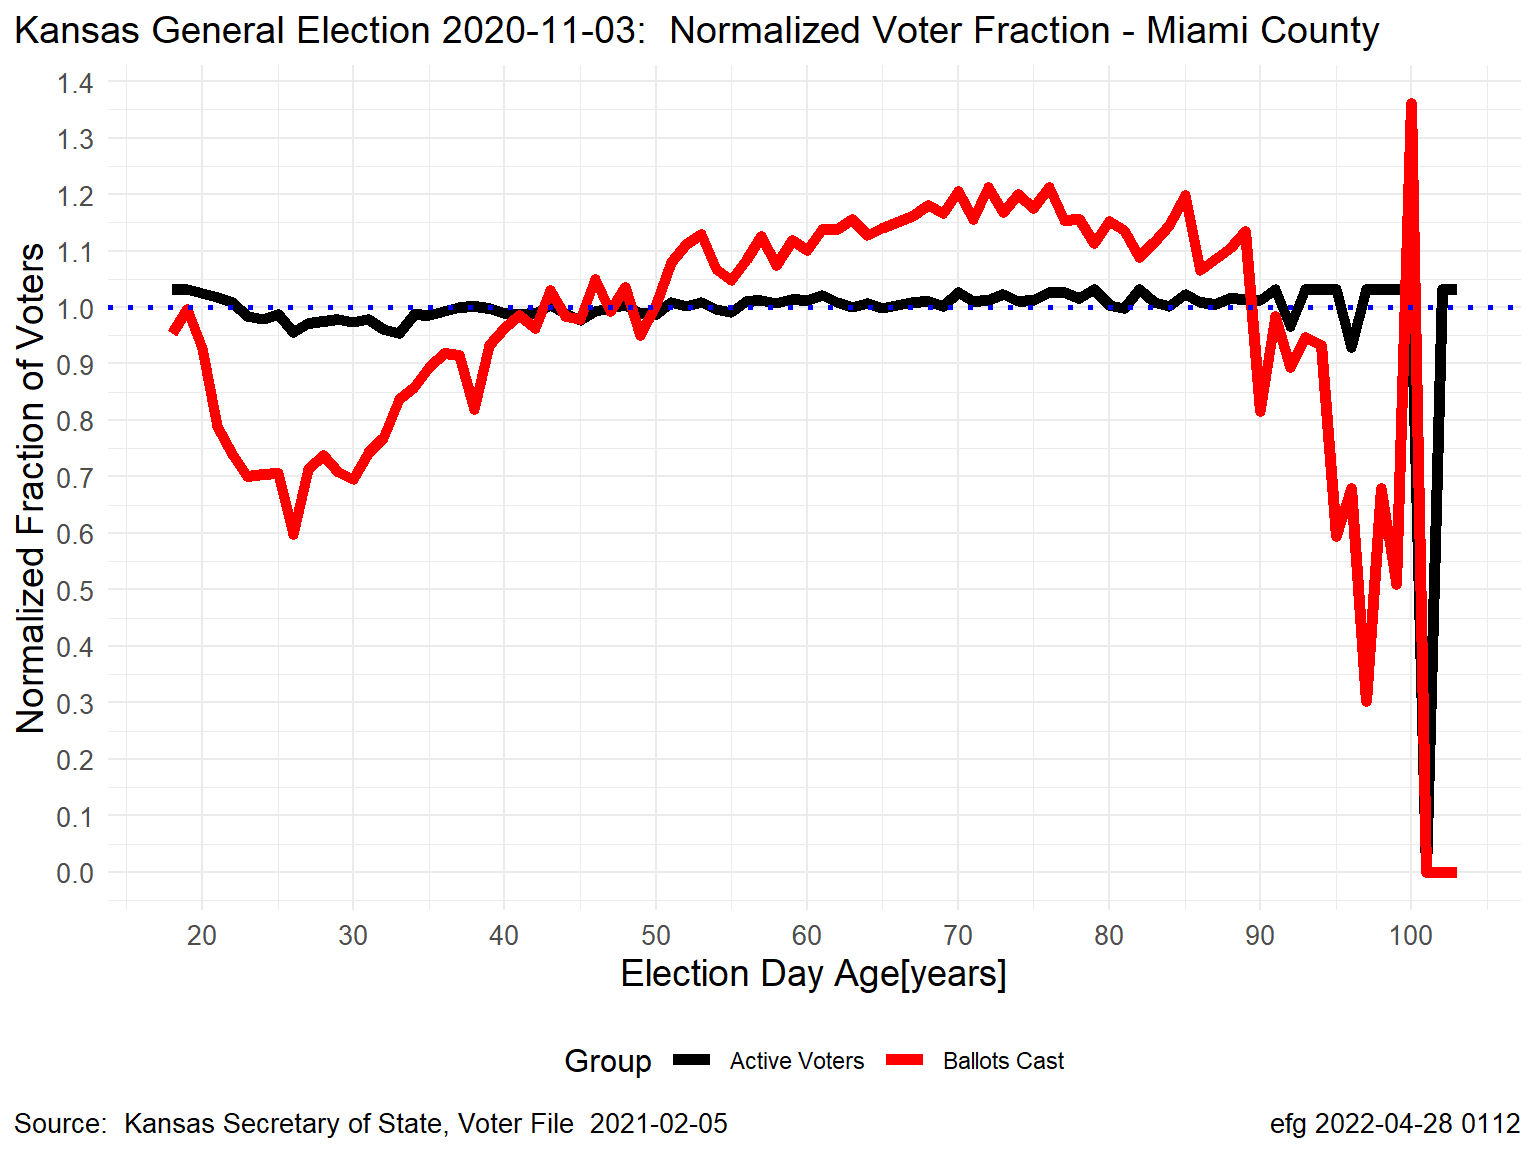 Kansas General Election 2020-11-03:  Normalized Voter Fraction - Miami County
Normalized Fraction of Voters
1.4
1.3
1.2
1.1
1.0
0.9
0.8
0.7
0.6
0.5
0.4
0.3
0.2
0.1
0.0
20 30 40 50 60 70 80 90 100
Election Day Age[years]
Group Active Voters Ballots Cast
Source:  Kansas Secretary of State, Voter File  2021-02-05 efg 2022-04-28 0112